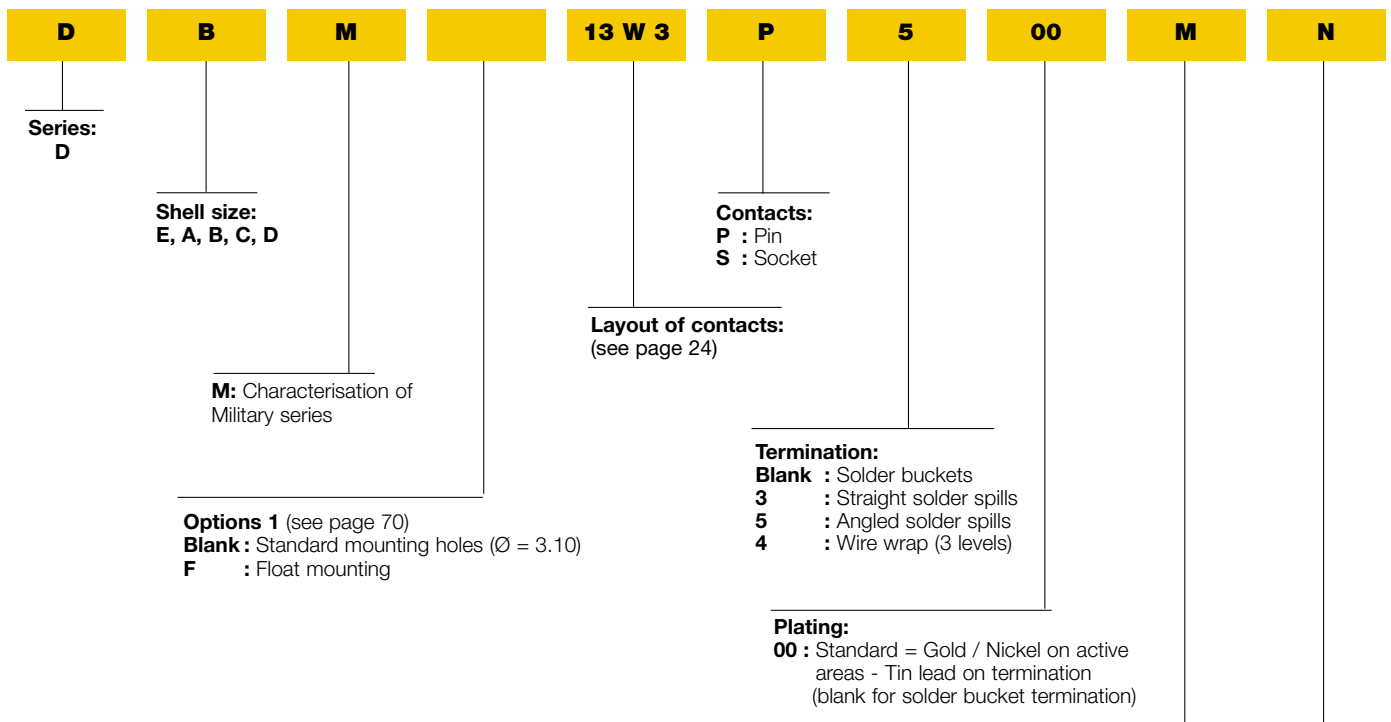 D B M 13 W 3 P 5 00 M N
Series:
D
Shell size:
E, A, B, C, D
Contacts:
P : Pin
S : Socket
Layout of contacts:
(see page 24)
M: Characterisation of
Military series
Termination:
Blank : Solder buckets
3 : Straight solder spills
5 : Angled solder spills
4 : Wire wrap (3 levels)
Options 1 (see page 70)
Blank : Standard mounting holes (Ø = 3.10)
F : Float mounting
Plating:
00 : Standard = Gold / Nickel on active
areas - Tin lead on termination
(blank for solder bucket termination)